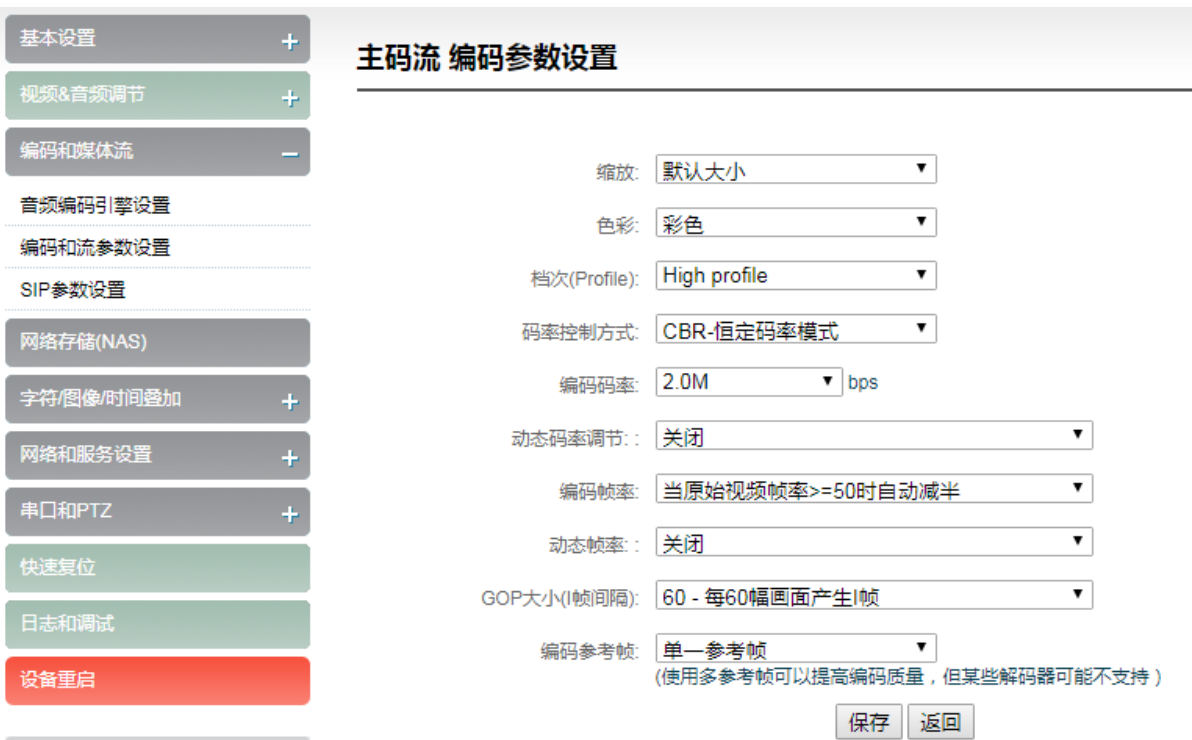 基本设置
视频&音频调节
编码和媒体流
音频编码引擎设置
编码和流参数设置
SIP参数设置
网络存储(NAS)
字符/图像/时间叠加
网络和服务设置
串口和PTZ
快速复位
日志和调试
设备重启
主码流 编码参数设置
缩放: 默认大小
色彩: 彩色
档次(Profile): High profile
码率控制方式: CBR-恒定码率模式
编码码率: 2.0M bps
动态码率调节: : 关闭
编码帧率: 当原始视频帧率>=50时自动减半
动态帧率: : 关闭
GOP大小(I帧间隔): 60 - 每60幅画面产生I帧
编码参考帧: 单一参考帧
(使用多参考帧可以提高编码质量，但某些解码器可能不支持)
保存 返回